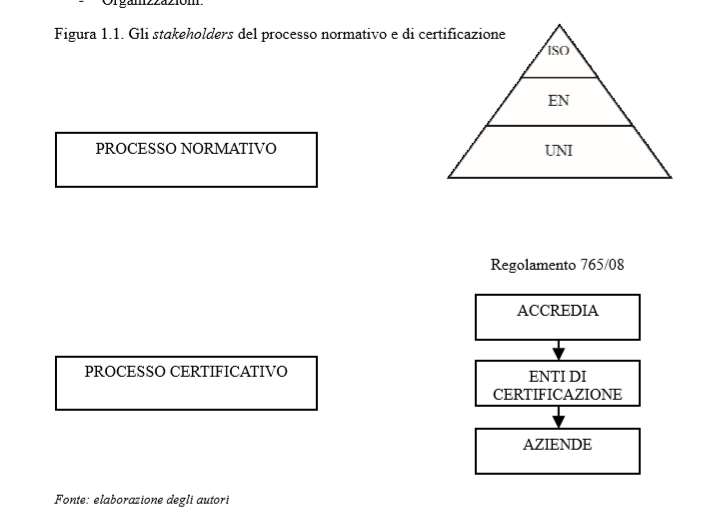 - Organizzazioni.
Figura 1.1. Gli stakeholders del processo normativo e di certificazione
ISO
EN
UNI
PROCESSO NORMATIVO
Regolamento 765/08
ACCREDIA
PROCESSO CERTIFICATIVO
ENTI DI
CERTIFICAZIONE
AZIENDE
Fonte: elaborazione degli autori